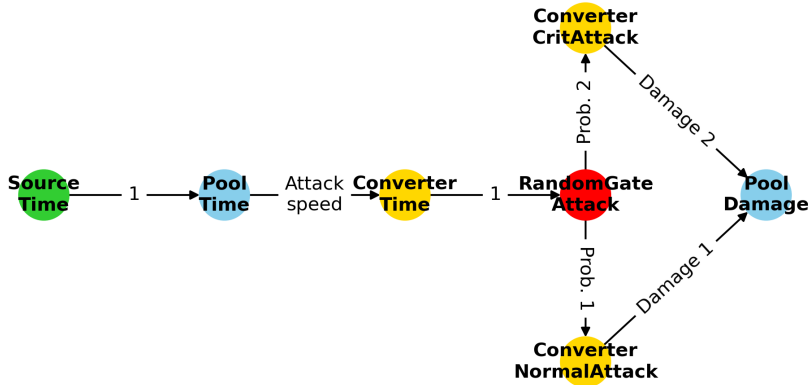 Converter
CritAttack
Prob. 2
Damage 2
Source
Time
1
Pool
Time
Attack
speed
Converter
Time
1
RandomGate
Attack
Pool
Damage
Prob. 1
Damage 1
Converter
NormalAttack